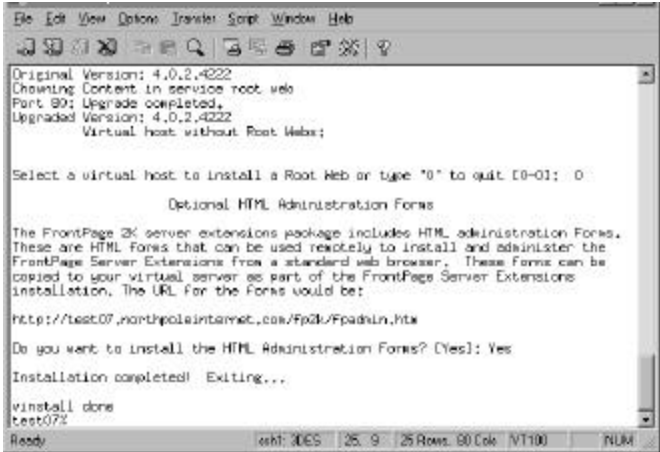 File Edit View Options Transfer Script Window Help
Original Version: 4.0.2.4222
Chowning Content in service root web
Port 80: Upgrade completed.
Upgraded Version: 4.0.2.4222
Virtual host without Root Webs:
Select a virtual host to install a Root Web or type "0" to quit [0-0]: 0
Optional HTML Administration Forms
The FrontPage 2K server extensions package includes HTML administration Forms.
These are HTML forms that can be used remotely to install and administer the
FrontPage Server Extensions from a standard web browser. These forms can be
copied to your virtual server as part of the FrontPage Server Extensions
installation. The URL for the forms would be:
http://test07.northpoleinternet.com/fp2k/fpadmin.htm
Do you want to install the HTML Administration Forms? [Yes]: Yes
Installation completed! Exiting...
vinstall done
test07%
Ready ssh1: 3DES 25, 9 25 Rows, 80 Cols VT100 NUM